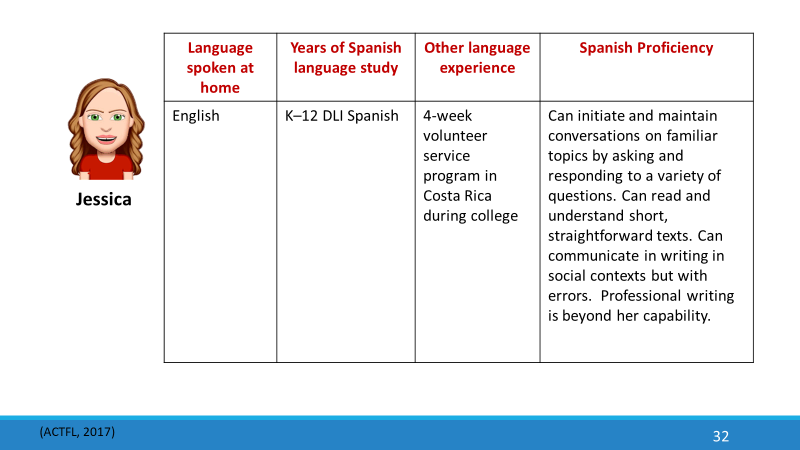 Language
spoken at
home
Years of Spanish
language study
Other language
experience
Spanish Proficiency
Jessica
English
K–12 DLI Spanish
4-week
volunteer
service
program in
Costa Rica
during college
Can initiate and maintain
conversations on familiar
topics by asking and
responding to a variety of
questions. Can read and
understand short,
straightforward texts. Can
communicate in writing in
social contexts but with
errors.  Professional writing
is beyond her capability.
(ACTFL, 2017)
32